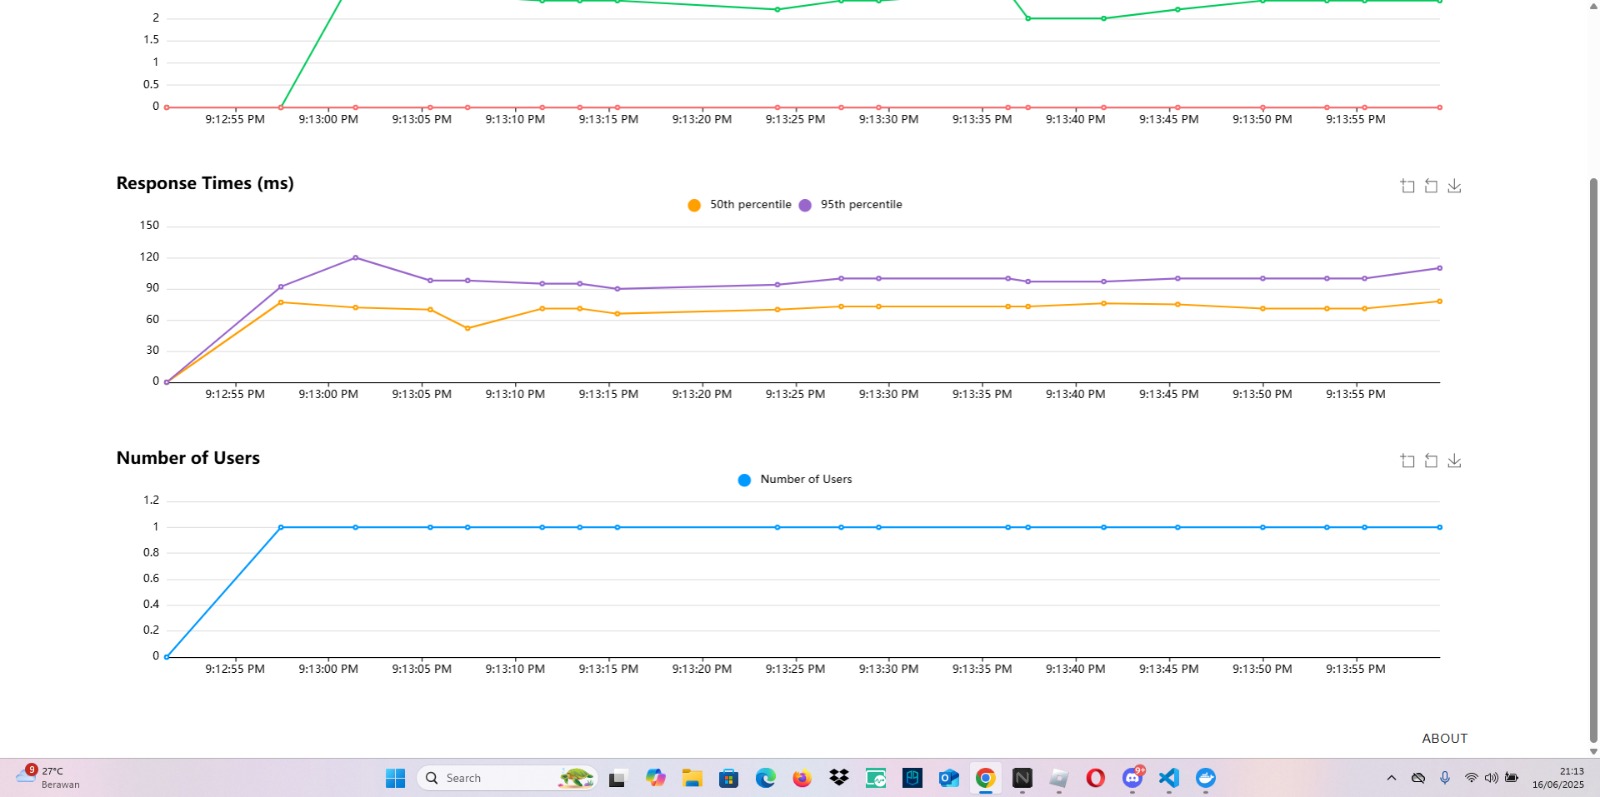 2
1.5
1
0.5
0
9:12:55 PM 9:13:00 PM 9:13:05 PM 9:13:10 PM 9:13:15 PM 9:13:20 PM 9:13:25 PM 9:13:30 PM 9:13:35 PM 9:13:40 PM 9:13:45 PM 9:13:50 PM 9:13:55 PM
Response Times (ms)
50th percentile 95th percentile
150
120
90
60
30
0
9:12:55 PM 9:13:00 PM 9:13:05 PM 9:13:10 PM 9:13:15 PM 9:13:20 PM 9:13:25 PM 9:13:30 PM 9:13:35 PM 9:13:40 PM 9:13:45 PM 9:13:50 PM 9:13:55 PM
Number of Users
Number of Users
1.2
1
0.8
0.6
0.4
0.2
0
9:12:55 PM 9:13:00 PM 9:13:05 PM 9:13:10 PM 9:13:15 PM 9:13:20 PM 9:13:25 PM 9:13:30 PM 9:13:35 PM 9:13:40 PM 9:13:45 PM 9:13:50 PM 9:13:55 PM
ABOUT
9
27°C
Berawan
Search
9+
21:13
16/06/2025